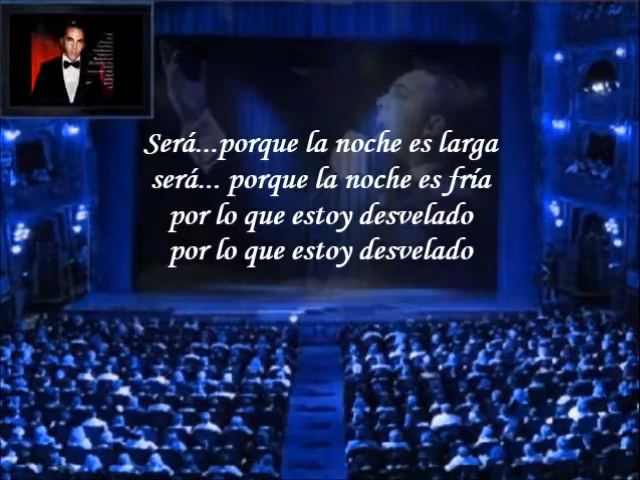 Será...porque la noche es larga
será... porque la noche es fría
por lo que estoy desvelado
por lo que estoy desvelado